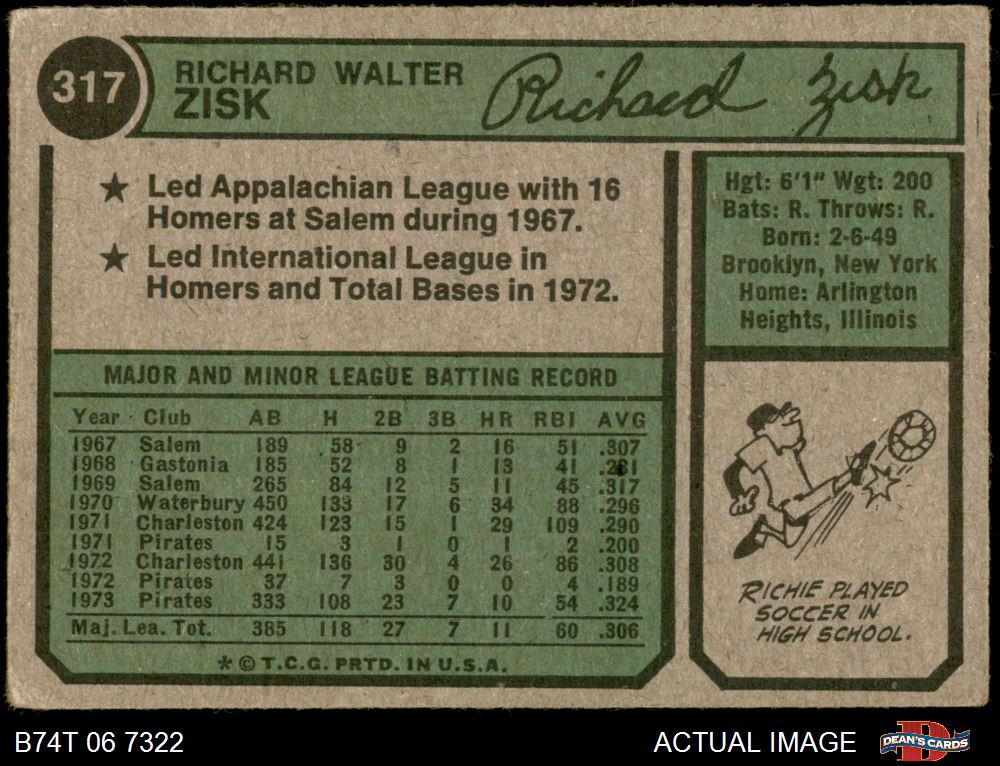 317
RICHARD WALTER
ZISK
Richard Zisk
★ Led Appalachian League with 16
Homers at Salem during 1967.
★ Led International League in
Homers and Total Bases in 1972.
Hgt: 6'1" Wgt: 200
Bats: R. Throws: R.
Born: 2-6-49
Brooklyn, New York
Home: Arlington
Heights, Illinois
MAJOR AND MINOR LEAGUE BATTING RECORD
Year Club AB H 2B 3B HR RBI AVG
1967 Salem 189 58 9 2 16 51 .307
1968 Gastonia 185 52 8 1 13 41 .281
1969 Salem 265 84 12 5 11 45 .317
1970 Waterbury 450 133 17 6 34 88 .296
1971 Charleston 424 123 15 1 29 109 .290
1971 Pirates 15 3 1 0 1 2 .200
1972 Charleston 441 136 30 4 26 86 .308
1972 Pirates 37 7 3 0 0 4 .189
1973 Pirates 333 108 23 7 10 54 .324
Maj. Lea. Tot. 385 118 27 7 11 60 .306
* © T.C.G. PRTD. IN U.S.A.
RICHIE PLAYED
SOCCER IN
HIGH SCHOOL.
B74T 06 7322
ACTUAL IMAGE
DEAN'S CARDS